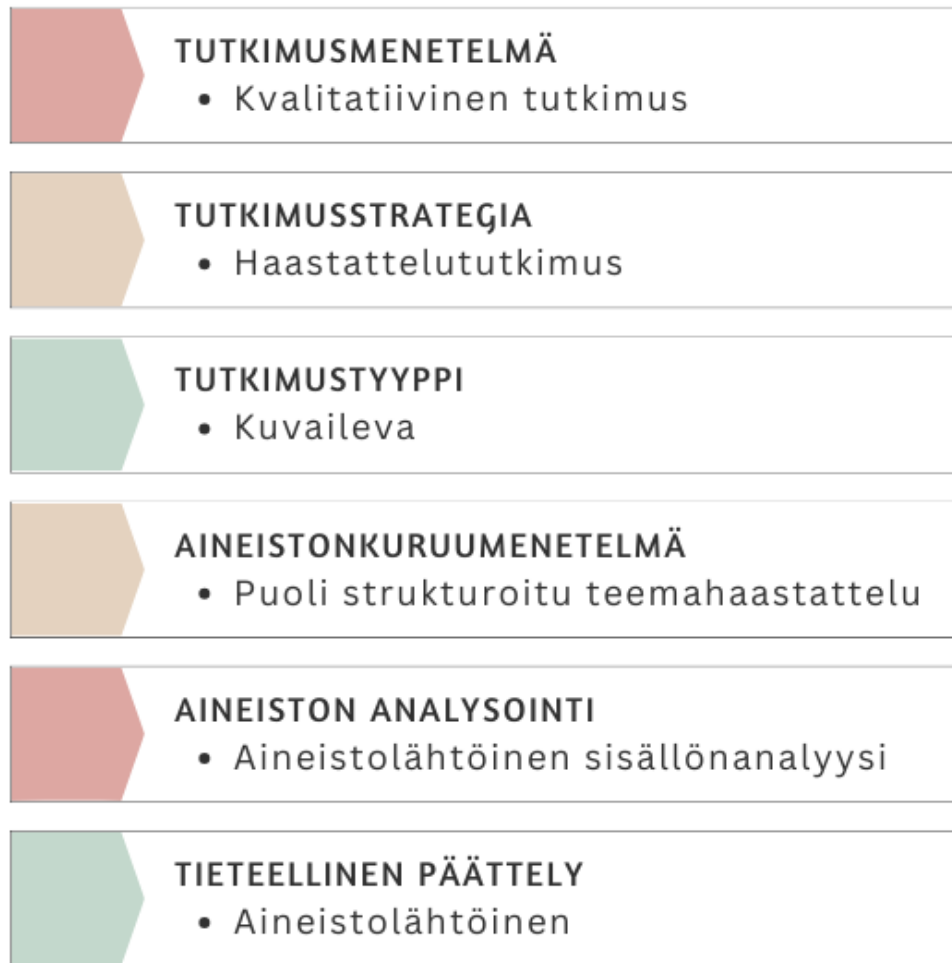 TUTKIMUSMENETELMÄ
• Kvalitatiivinen tutkimus
TUTKIMUSSTRATEGIA
• Haastattelututkimus
TUTKIMUSTYYPPI
• Kuvaileva
AINEISTONKURUUMENETELMÄ
• Puoli strukturoitu teemahaastattelu
AINEISTON ANALYSOINTI
• Aineistolähtöinen sisällönanalyysi
TIETEELLINEN PÄÄTTELY
• Aineistolähtöinen